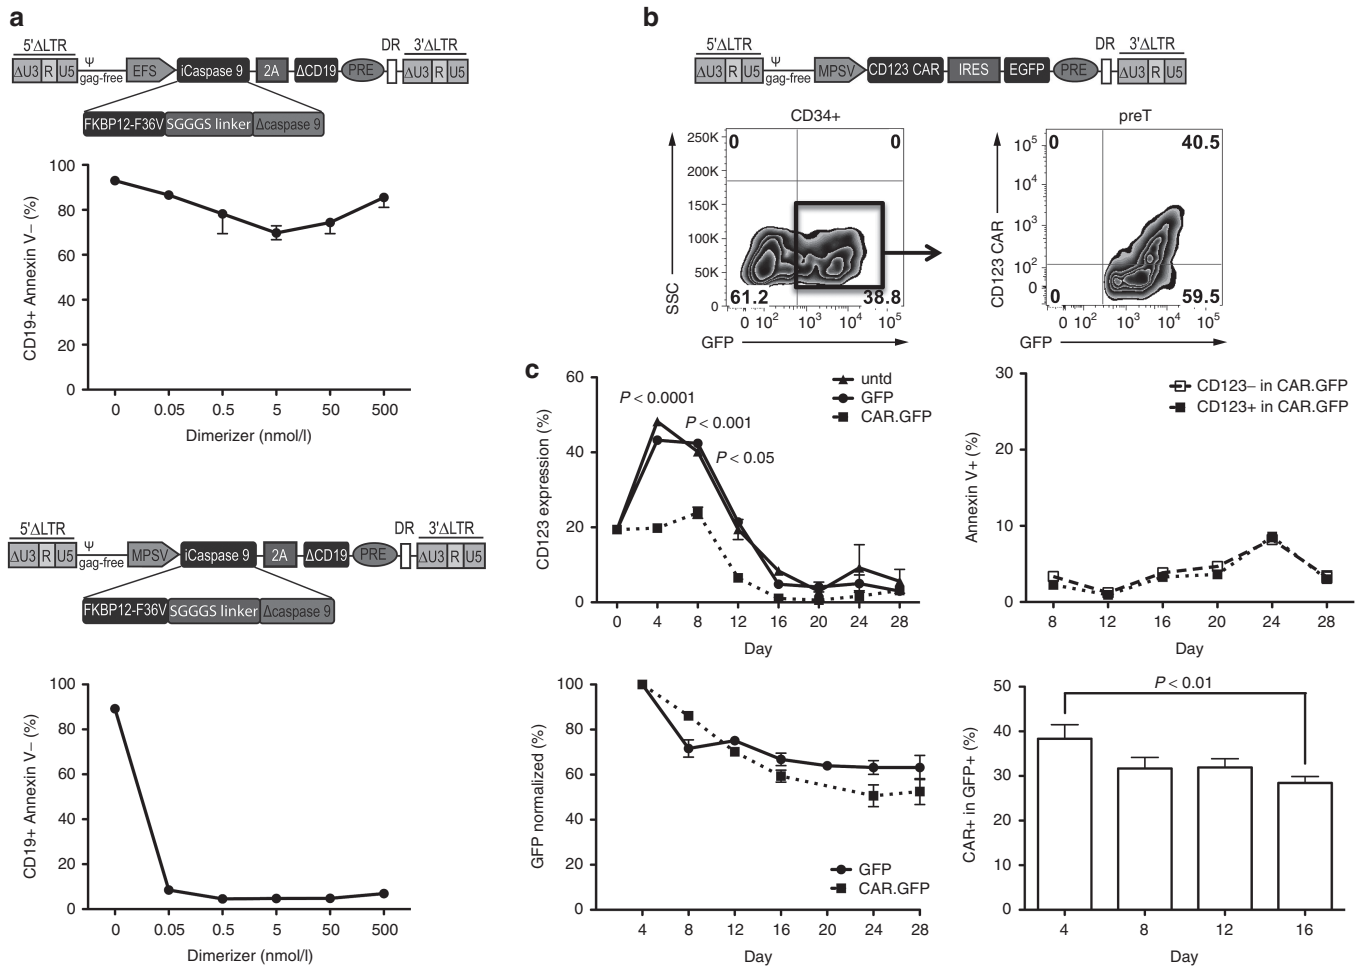 a
5'ΔLTR
DR 3'ΔLTR
ΔU3 R U5 Ψ gag-free EFS iCaspase 9 2A ΔCD19 PRE ΔU3 R U5
FKBP12-F36V SGGGS linker Δcaspase 9
CD19+ Annexin V− (%)
100
80
60
40
20
0
0 0.05 0.5 5 50 500
Dimerizer (nmol/l)
5'ΔLTR
DR 3'ΔLTR
ΔU3 R U5 Ψ gag-free MPSV iCaspase 9 2A ΔCD19 PRE ΔU3 R U5
FKBP12-F36V SGGGS linker Δcaspase 9
CD19+ Annexin V− (%)
100
80
60
40
20
0
0 0.05 0.5 5 50 500
Dimerizer (nmol/l)
b
5'ΔLTR
DR 3'ΔLTR
ΔU3 R U5 Ψ gag-free MPSV CD123 CAR IRES EGFP PRE ΔU3 R U5
CD34+
SSC
250K
200K
150K
100K
50K
0
0 0
61.2 38.8
0 10² 10³ 10⁴ 10⁵
GFP
preT
CD123 CAR
10⁵
10⁴
10³
10²
0
0 40.5
0 59.5
0 10² 10³ 10⁴ 10⁵
GFP
c
CD123 expression (%)
60
40
20
0
P < 0.0001
P < 0.001
P < 0.05
untd
GFP
CAR.GFP
0 4 8 12 16 20 24 28
Day
Annexin V+ (%)
30
20
10
0
CD123− in CAR.GFP
CD123+ in CAR.GFP
8 12 16 20 24 28
Day
GFP normalized (%)
100
80
60
40
20
0
GFP
CAR.GFP
4 8 12 16 20 24 28
Day
CAR+ in GFP+ (%)
50
40
30
20
10
0
P < 0.01
4 8 12 16
Day